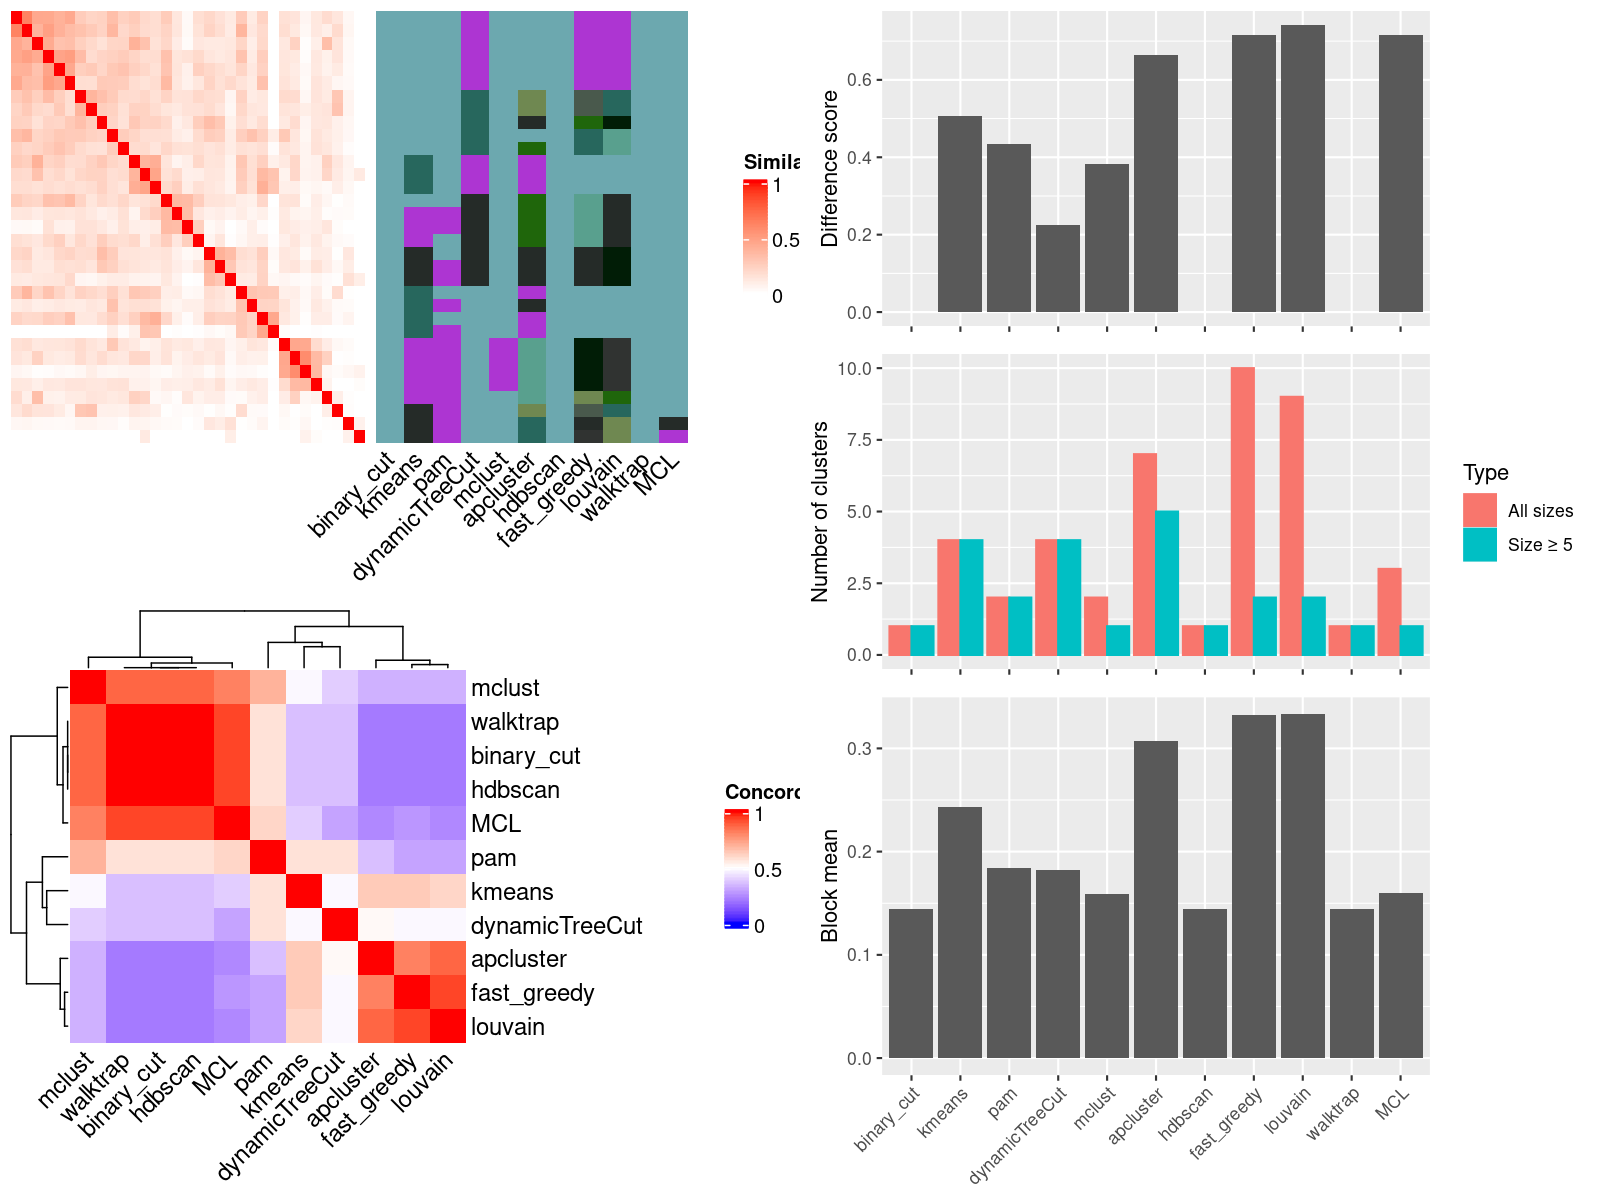 Simila
1
0.5
0
binary_cut
kmeans
pam
dynamicTreeCut
mclust
apcluster
hdbscan
fast_greedy
louvain
walktrap
MCL
Difference score
0.6
0.4
0.2
0.0
Number of clusters
10.0
7.5
5.0
2.5
0.0
Type
All sizes
Size ≥ 5
mclust
walktrap
binary_cut
hdbscan
MCL
pam
kmeans
dynamicTreeCut
apcluster
fast_greedy
louvain
mclust
walktrap
binary_cut
hdbscan
MCL
pam
kmeans
dynamicTreeCut
apcluster
fast_greedy
louvain
Concord
1
0.5
0
Block mean
0.3
0.2
0.1
0.0
binary_cut
kmeans
pam
dynamicTreeCut
mclust
apcluster
hdbscan
fast_greedy
louvain
walktrap
MCL